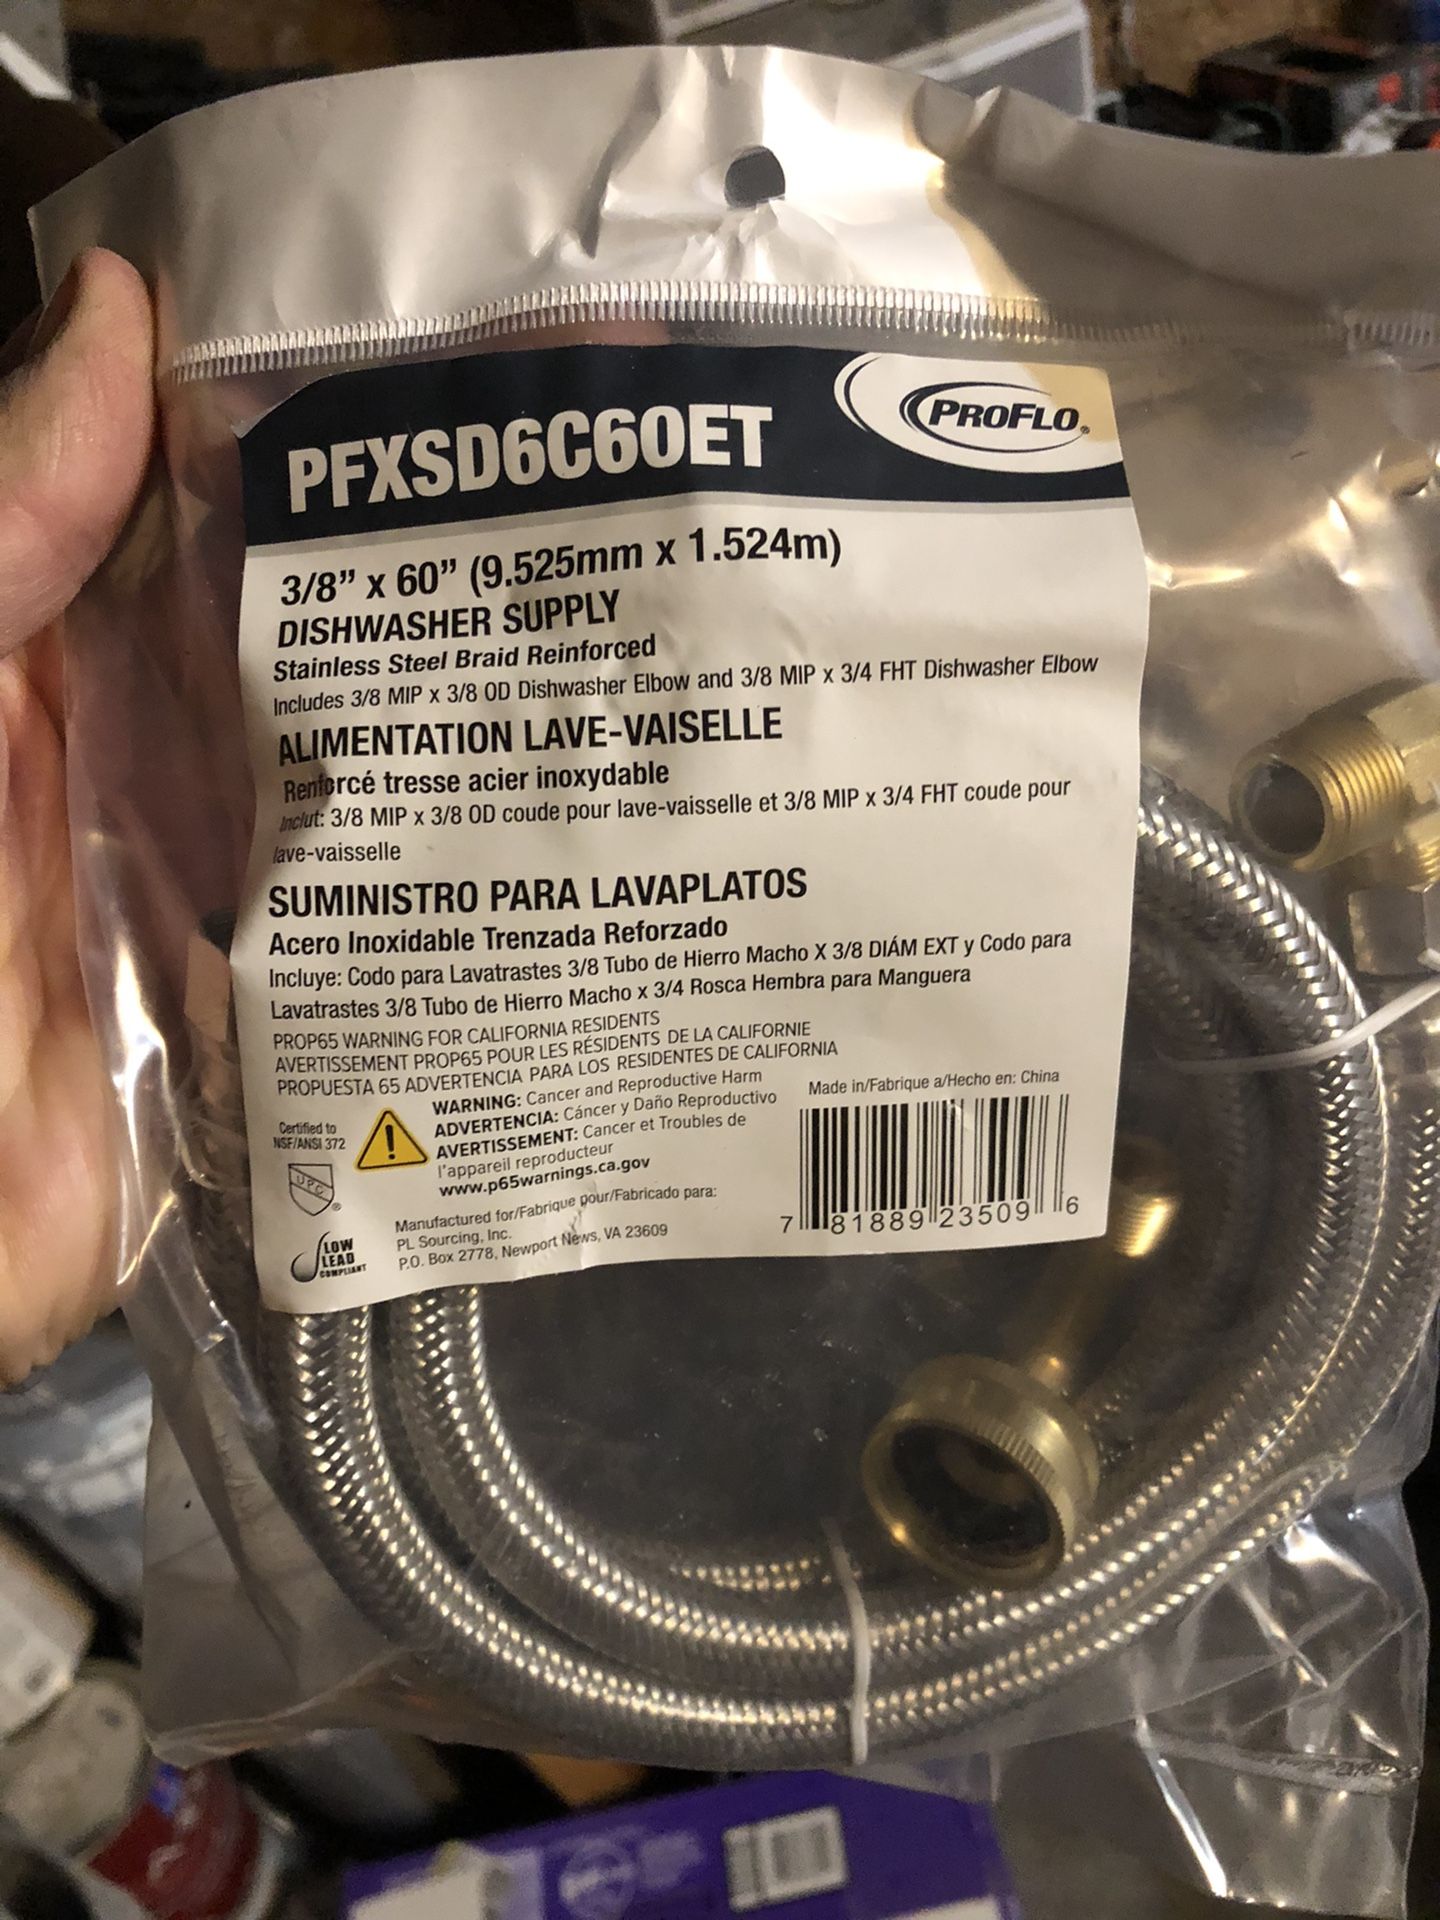 PFXSD6C60ET
PROFLO®
3/8” x 60” (9.525mm x 1.524m)
DISHWASHER SUPPLY
Stainless Steel Braid Reinforced
Includes 3/8 MIP x 3/8 OD Dishwasher Elbow and 3/8 MIP x 3/4 FHT Dishwasher Elbow
ALIMENTATION LAVE-VAISELLE
Renforcé tresse acier inoxydable
Inclut: 3/8 MIP x 3/8 OD coude pour lave-vaisselle et 3/8 MIP x 3/4 FHT coude pour
lave-vaisselle
SUMINISTRO PARA LAVAPLATOS
Acero Inoxidable Trenzada Reforzado
Incluye: Codo para Lavatrastes 3/8 Tubo de Hierro Macho X 3/8 DIÁM EXT y Codo para
Lavatrastes 3/8 Tubo de Hierro Macho x 3/4 Rosca Hembra para Manguera
PROP65 WARNING FOR CALIFORNIA RESIDENTS
AVERTISSEMENT PROP65 POUR LES RÉSIDENTS DE LA CALIFORNIE
PROPUESTA 65 ADVERTENCIA PARA LOS RESIDENTES DE CALIFORNIA
WARNING: Cancer and Reproductive Harm
ADVERTENCIA: Cáncer y Daño Reproductivo
AVERTISSEMENT: Cancer et Troubles de
l'appareil reproducteur
www.p65warnings.ca.gov
Certified to
NSF/ANSI 372
UPC®
LOW
LEAD
COMPLIANT
Manufactured for/Fabrique pour/Fabricado para:
PL Sourcing, Inc.
P.O. Box 2778, Newport News, VA 23609
Made in/Fabrique a/Hecho en: China
7 81889 23509 6